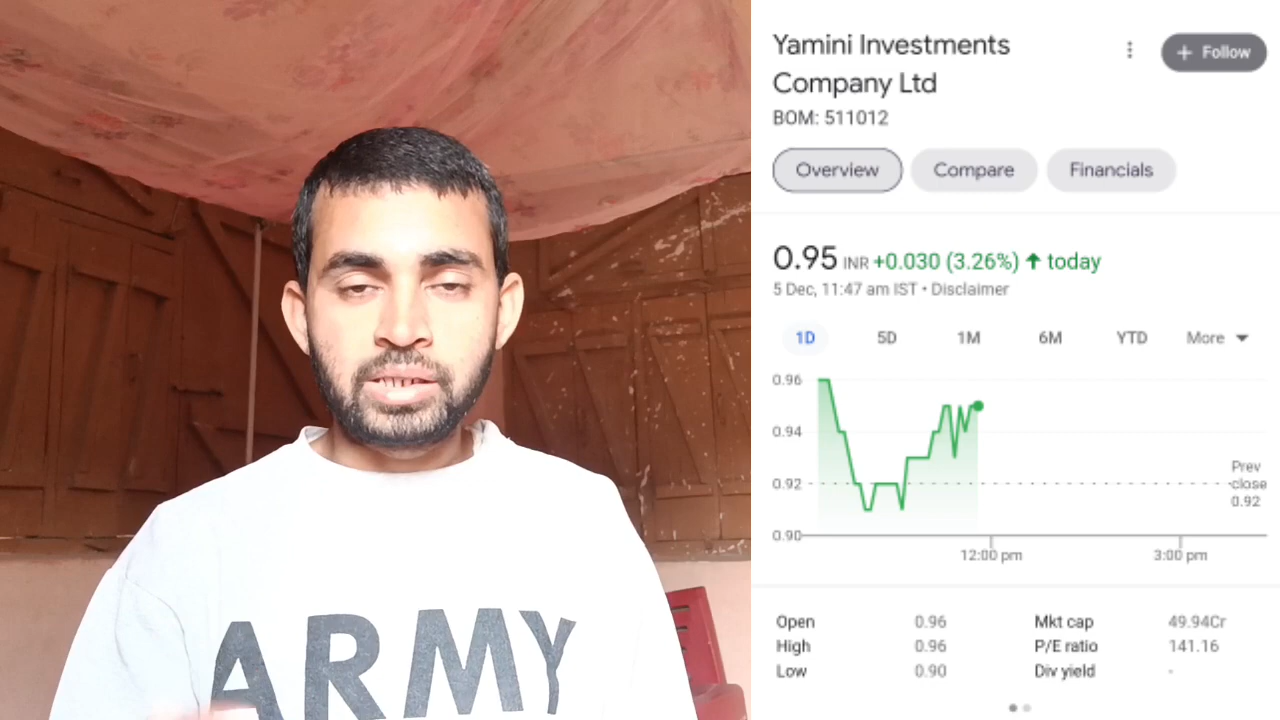 ARMY
Yamini Investments
Company Ltd
+ Follow
BOM: 511012
Overview
Compare
Financials
0.95 INR +0.030 (3.26%) ↑ today
5 Dec, 11:47 am IST • Disclaimer
1D 5D 1M 6M YTD More
0.96
0.94
0.92
0.90
Prev
close
0.92
12:00 pm 3:00 pm
Open 0.96 Mkt cap 49.94Cr
High 0.96 P/E ratio 141.16
Low 0.90 Div yield -